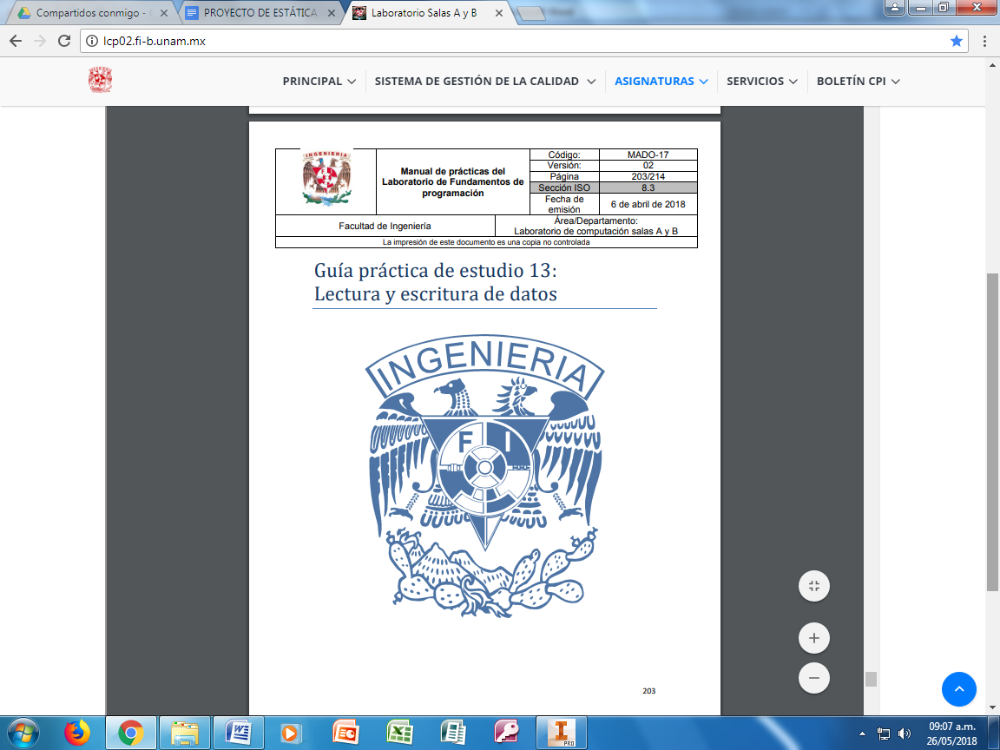 Compartidos conmigo - G
PROYECTO DE ESTÁTICA
Laboratorio Salas A y B
lcp02.fi-b.unam.mx
PRINCIPAL
SISTEMA DE GESTIÓN DE LA CALIDAD
ASIGNATURAS
SERVICIOS
BOLETÍN CPI
INGENIERIA
F I
Manual de prácticas del
Laboratorio de Fundamentos de
programación
Código: MADO-17
Versión: 02
Página 203/214
Sección ISO 8.3
Fecha de
emisión 6 de abril de 2018
Facultad de Ingeniería
Área/Departamento:
Laboratorio de computación salas A y B
La impresión de este documento es una copia no controlada
Guía práctica de estudio 13:
Lectura y escritura de datos
INGENIERIA
F I
203
PRO
09:07 a.m.
26/05/2018